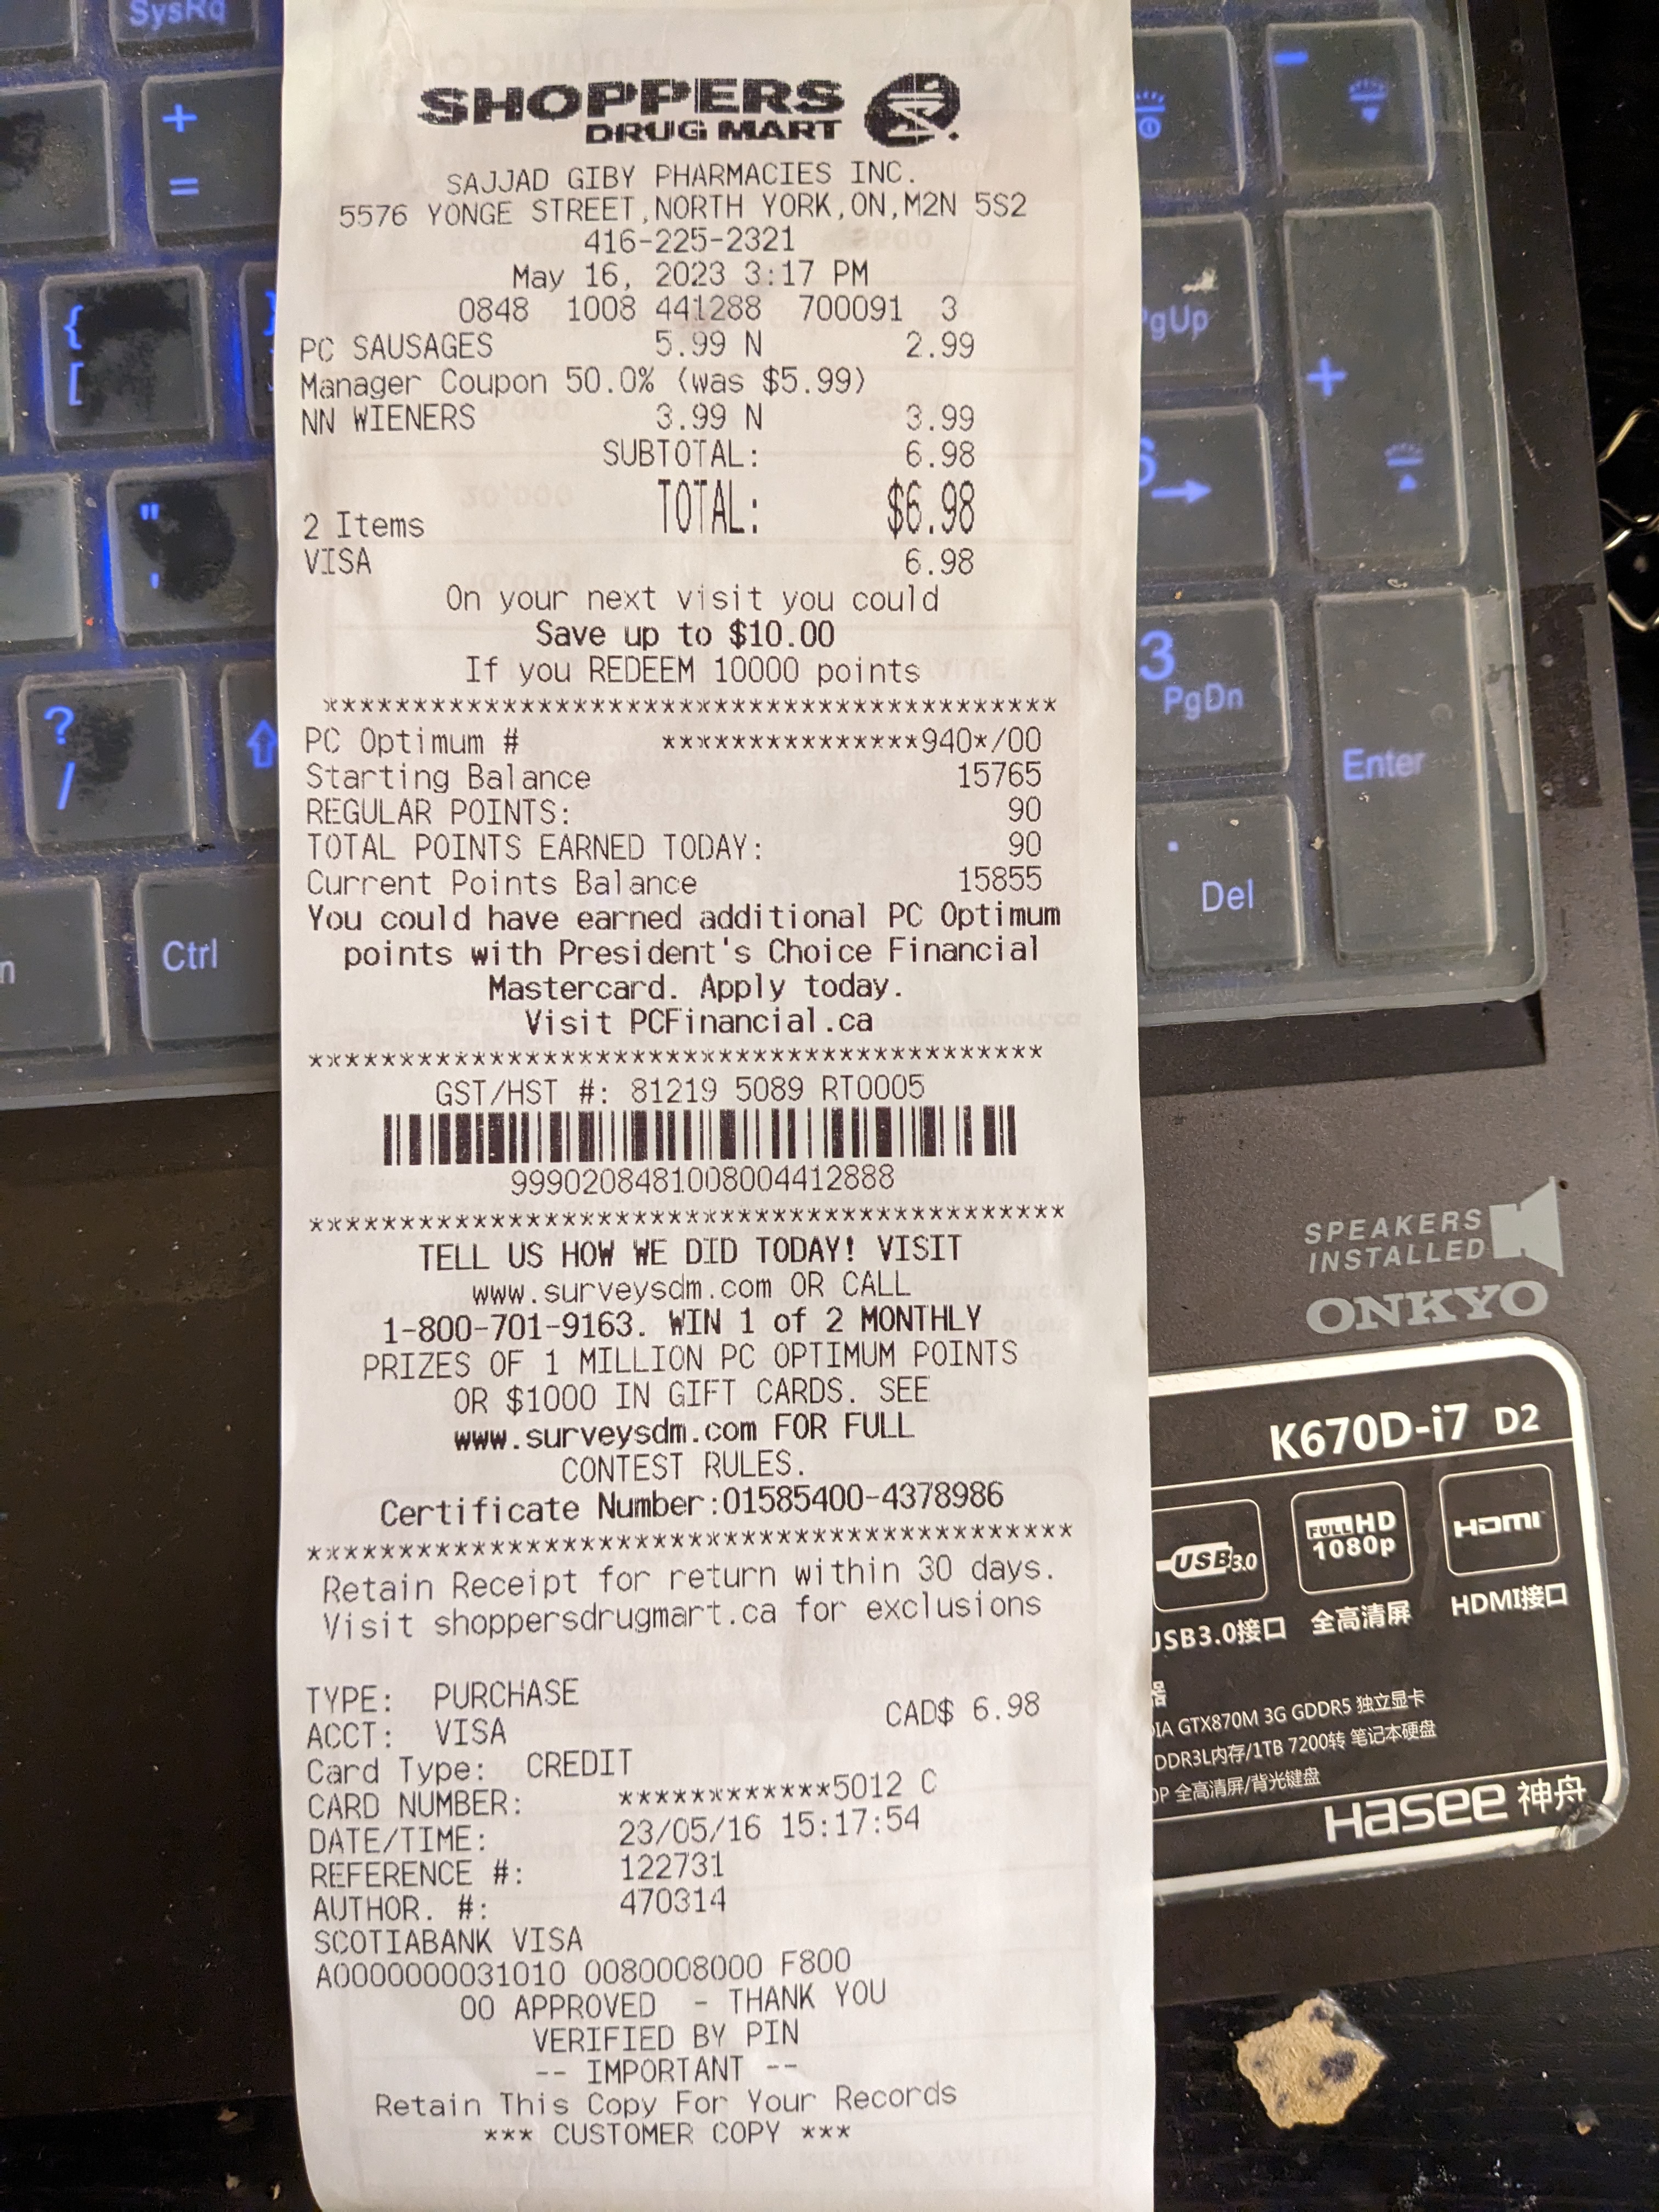 SysRq
+
=
{
[
"
'
?
/
Ctrl
SHOPPERS
DRUG MART
SAJJAD GIBY PHARMACIES INC.
5576 YONGE STREET,NORTH YORK,ON,M2N 5S2
416-225-2321
May 16, 2023 3:17 PM
0848 1008 441288 700091 3
PC SAUSAGES 5.99 N 2.99
Manager Coupon 50.0% (was $5.99)
NN WIENERS 3.99 N 3.99
SUBTOTAL: 6.98
2 Items TOTAL: $6.98
VISA 6.98
On your next visit you could
Save up to $10.00
If you REDEEM 10000 points
*****************************************
PC Optimum # ***************940*/00
Starting Balance 15765
REGULAR POINTS: 90
TOTAL POINTS EARNED TODAY: 90
Current Points Balance 15855
You could have earned additional PC Optimum
points with President's Choice Financial
Mastercard. Apply today.
Visit PCFinancial.ca
*****************************************
GST/HST #: 81219 5089 RT0005
9990208481008004412888
*****************************************
TELL US HOW WE DID TODAY! VISIT
www.surveysdm.com OR CALL
1-800-701-9163. WIN 1 of 2 MONTHLY
PRIZES OF 1 MILLION PC OPTIMUM POINTS
OR $1000 IN GIFT CARDS. SEE
www.surveysdm.com FOR FULL
CONTEST RULES.
Certificate Number:01585400-4378986
*****************************************
Retain Receipt for return within 30 days.
Visit shoppersdrugmart.ca for exclusions
TYPE: PURCHASE
ACCT: VISA CAD$ 6.98
Card Type: CREDIT
CARD NUMBER: ************5012 C
DATE/TIME: 23/05/16 15:17:54
REFERENCE #: 122731
AUTHOR. #: 470314
SCOTIABANK VISA
A0000000031010 0080008000 F800
00 APPROVED - THANK YOU
VERIFIED BY PIN
-- IMPORTANT --
Retain This Copy For Your Records
*** CUSTOMER COPY ***
-
PgUp
+
6
3
PgDn
Enter
.
Del
SPEAKERS
INSTALLED
ONKYO
K670D-i7 D2
USB3.0
FULL HD
1080p
HDMI
USB3.0接口 全高清屏 HDMI接口
器
GTX870M 3G GDDR5 独立显卡
DDR3L内存/1TB 7200转 笔记本硬盘
全高清屏/背光键盘
Hasee 神舟